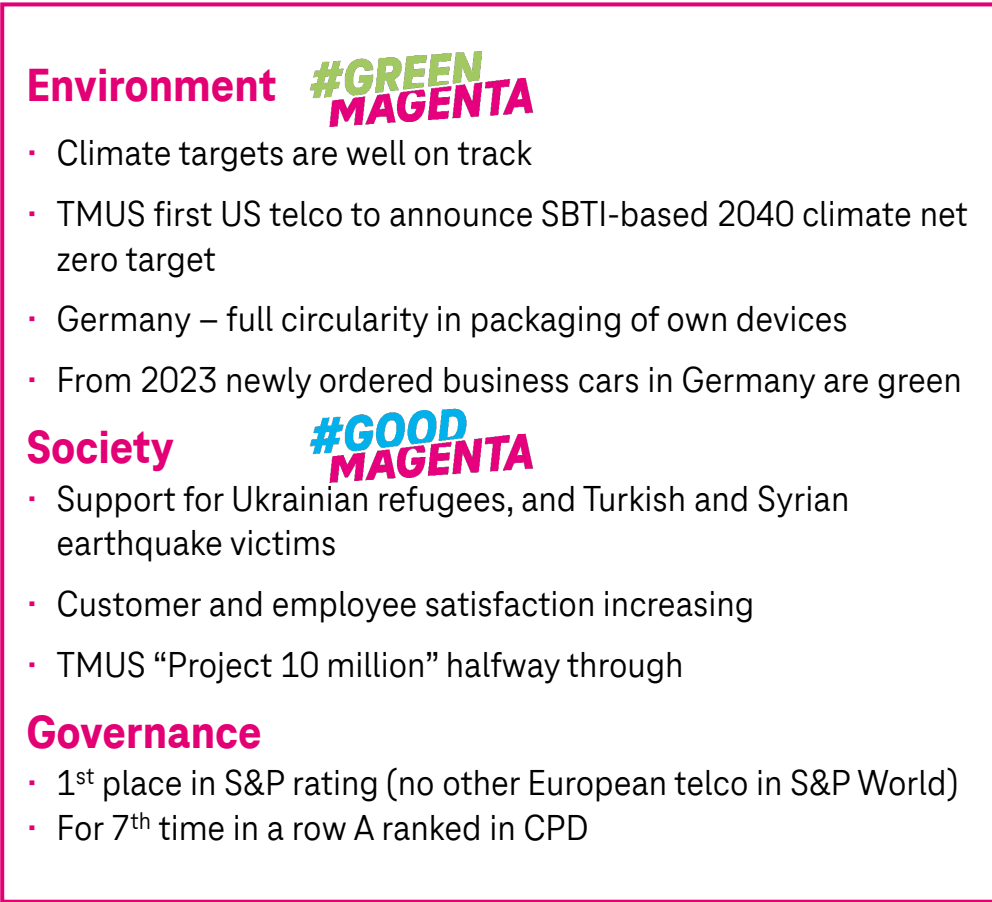 Environment #GREEN MAGENTA
· Climate targets are well on track
· TMUS first US telco to announce SBTI-based 2040 climate net
zero target
· Germany – full circularity in packaging of own devices
· From 2023 newly ordered business cars in Germany are green
Society #GOOD MAGENTA
· Support for Ukrainian refugees, and Turkish and Syrian
earthquake victims
· Customer and employee satisfaction increasing
· TMUS “Project 10 million” halfway through
Governance
· 1st place in S&P rating (no other European telco in S&P World)
· For 7th time in a row A ranked in CPD